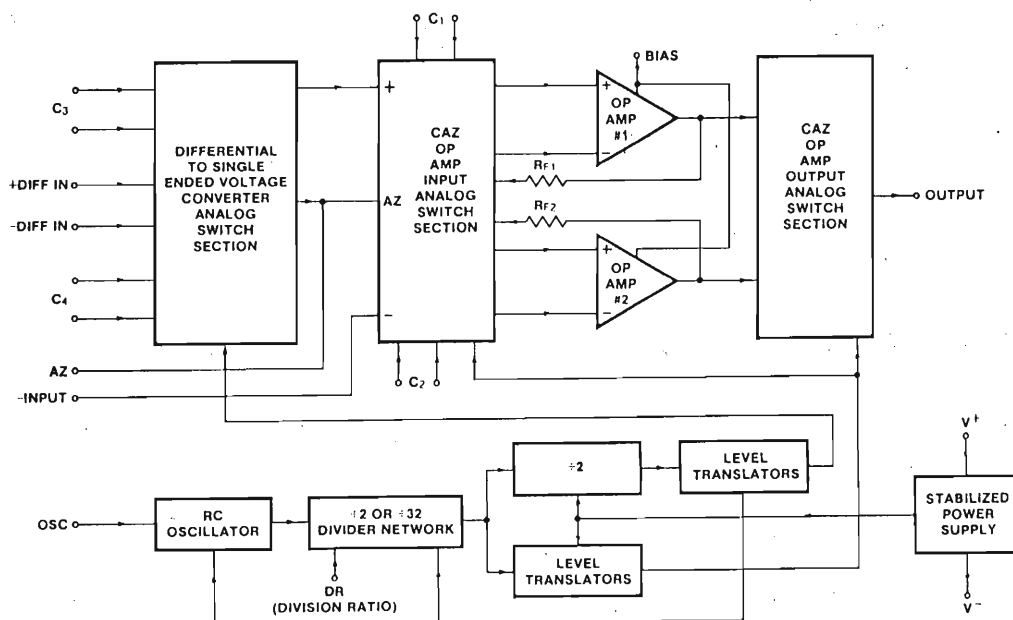 C1
BIAS
C3
+DIFF IN
-DIFF IN
C4
AZ
-INPUT
DIFFERENTIAL
TO SINGLE
ENDED VOLTAGE
CONVERTER
ANALOG
SWITCH
SECTION
+
AZ
-
CAZ
OP
AMP
INPUT
ANALOG
SWITCH
SECTION
C2
+
-
OP
AMP
#1
RF1
RF2
+
-
OP
AMP
#2
CAZ
OP
AMP
OUTPUT
ANALOG
SWITCH
SECTION
OUTPUT
OSC
RC
OSCILLATOR
÷2 OR ÷32
DIVIDER NETWORK
DR
(DIVISION RATIO)
÷2
LEVEL
TRANSLATORS
LEVEL
TRANSLATORS
V+
STABILIZED
POWER
SUPPLY
V-